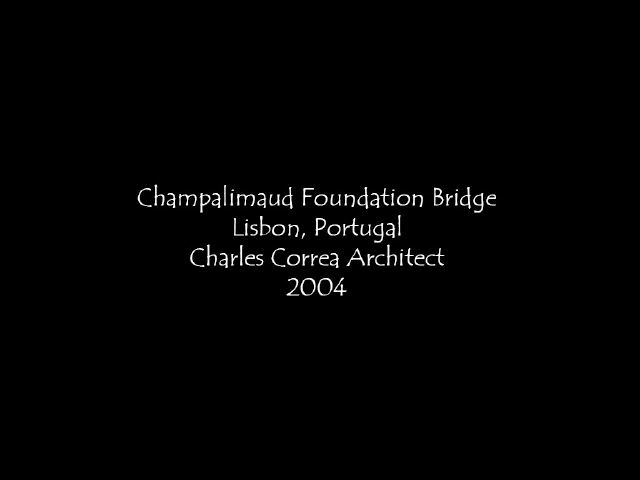 Champalimaud Foundation Bridge
Lisbon, Portugal
Charles Correa Architect
2004